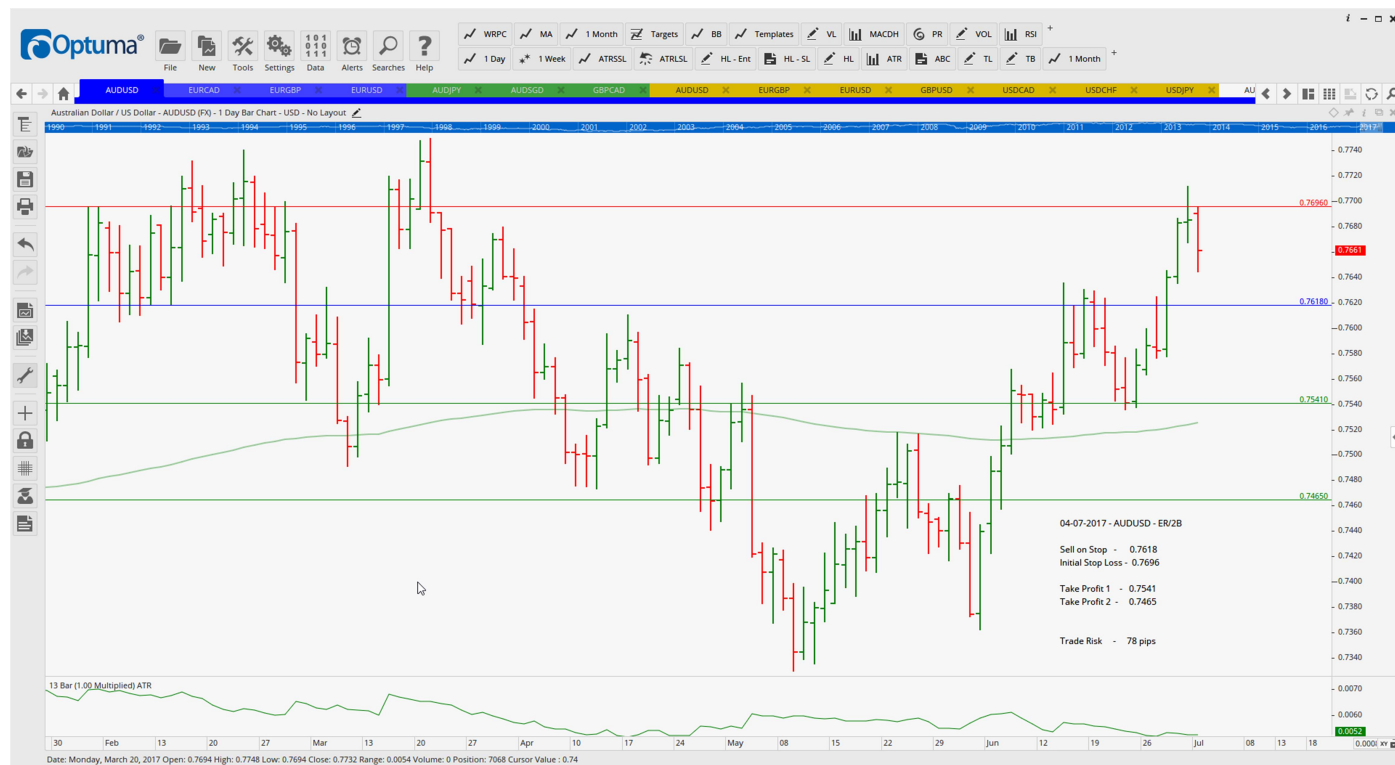 Optuma®
File New Tools Settings Data Alerts Searches Help
WRPC MA 1 Month Targets BB Templates VL MACDH PR VOL RSI +
1 Day 1 Week ATRSSL ATRLSL HL - Ent HL - SL HL ATR ABC TL TB 1 Month +
AUDUSD EURCAD EURGBP EURUSD AUDJPY AUDSGD GBPCAD AUDUSD EURGBP EURUSD GBPUSD USDCAD USDCHF USDJPY AU
Australian Dollar / US Dollar - AUDUSD (FX) - 1 Day Bar Chart - USD - No Layout
1990 1991 1992 1993 1994 1995 1996 1997 1998 1999 2000 2001 2002 2003 2004 2005 2006 2007 2008 2009 2010 2011 2012 2013 2014 2015 2016 2017
0.7740
0.7720
0.76960 0.7700
0.7680
0.7661
0.7640
0.76180 0.7620
0.7600
0.7580
0.7560
0.75410 0.7540
0.7520
0.7500
0.7480
0.74650 0.7460
0.7440
0.7420
0.7400
0.7380
0.7360
0.7340
04-07-2017 - AUDUSD - ER/2B
Sell on Stop - 0.7618
Initial Stop Loss - 0.7696
Take Profit 1 - 0.7541
Take Profit 2 - 0.7465
Trade Risk - 78 pips
13 Bar (1.00 Multiplied) ATR
0.0070
0.0060
0.0052
30 Feb 13 20 27 Mar 13 20 27 Apr 10 17 24 May 08 15 22 29 Jun 12 19 26 Jul 08 13 18 XY
Date: Monday, March 20, 2017 Open: 0.7694 High: 0.7748 Low: 0.7694 Close: 0.7732 Range: 0.0054 Volume: 0 Position: 7068 Cursor Value : 0.74